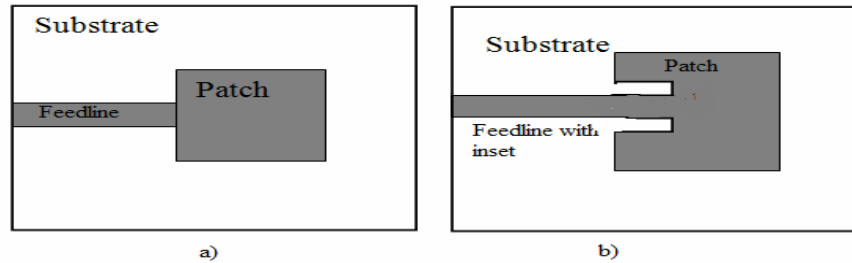 Substrate
Patch
Feedline
a)
Substrate
Patch
Feedline with
inset
b)